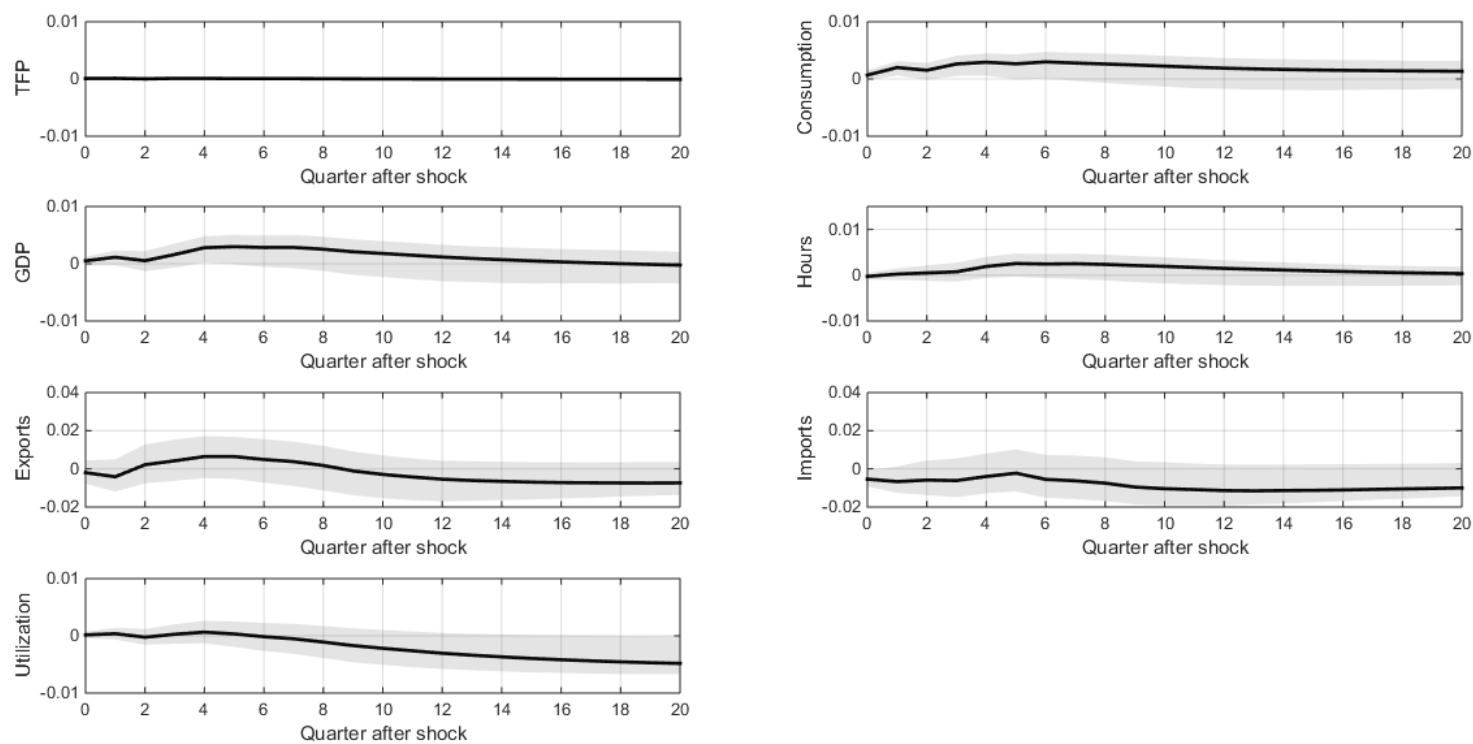 0.01
TFP
0
-0.01
0 2 4 6 8 10 12 14 16 18 20
Quarter after shock
0.01
Consumption
0
-0.01
0 2 4 6 8 10 12 14 16 18 20
Quarter after shock
0.01
GDP
0
-0.01
0 2 4 6 8 10 12 14 16 18 20
Quarter after shock
0.01
Hours
0
-0.01
0 2 4 6 8 10 12 14 16 18 20
Quarter after shock
0.04
0.02
Exports
0
-0.02
0 2 4 6 8 10 12 14 16 18 20
Quarter after shock
0.04
0.02
Imports
0
-0.02
0 2 4 6 8 10 12 14 16 18 20
Quarter after shock
0.01
Utilization
0
-0.01
0 2 4 6 8 10 12 14 16 18 20
Quarter after shock